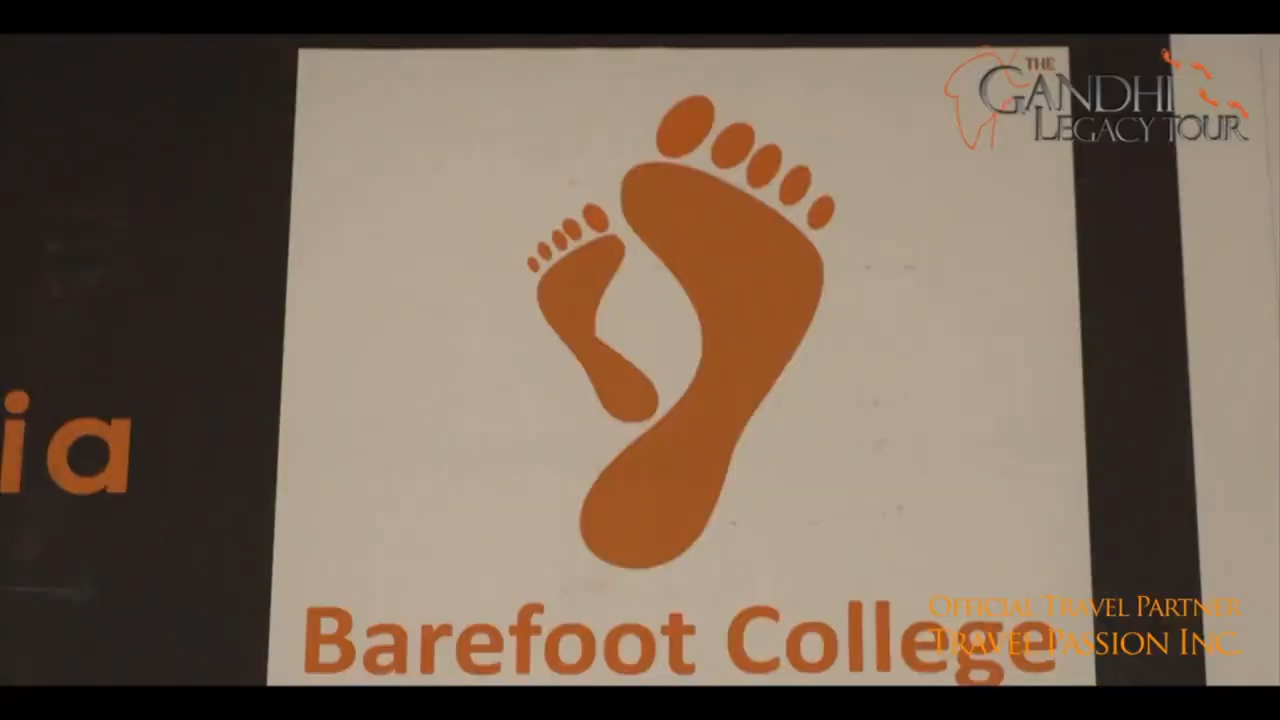 THE
GANDHI
LEGACY TOUR
ia
Barefoot College
OFFICIAL TRAVEL PARTNER
TRAVEL PASSION INC.